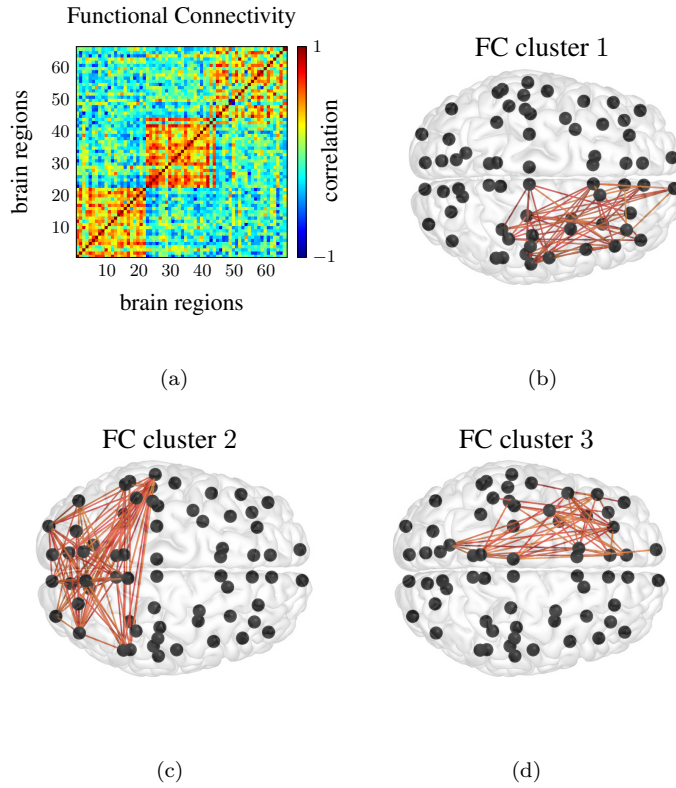 Functional Connectivity
60
50
40
30
20
10
brain regions
10 20 30 40 50 60
brain regions
1
−1
correlation
(a)
FC cluster 1
(b)
FC cluster 2
(c)
FC cluster 3
(d)